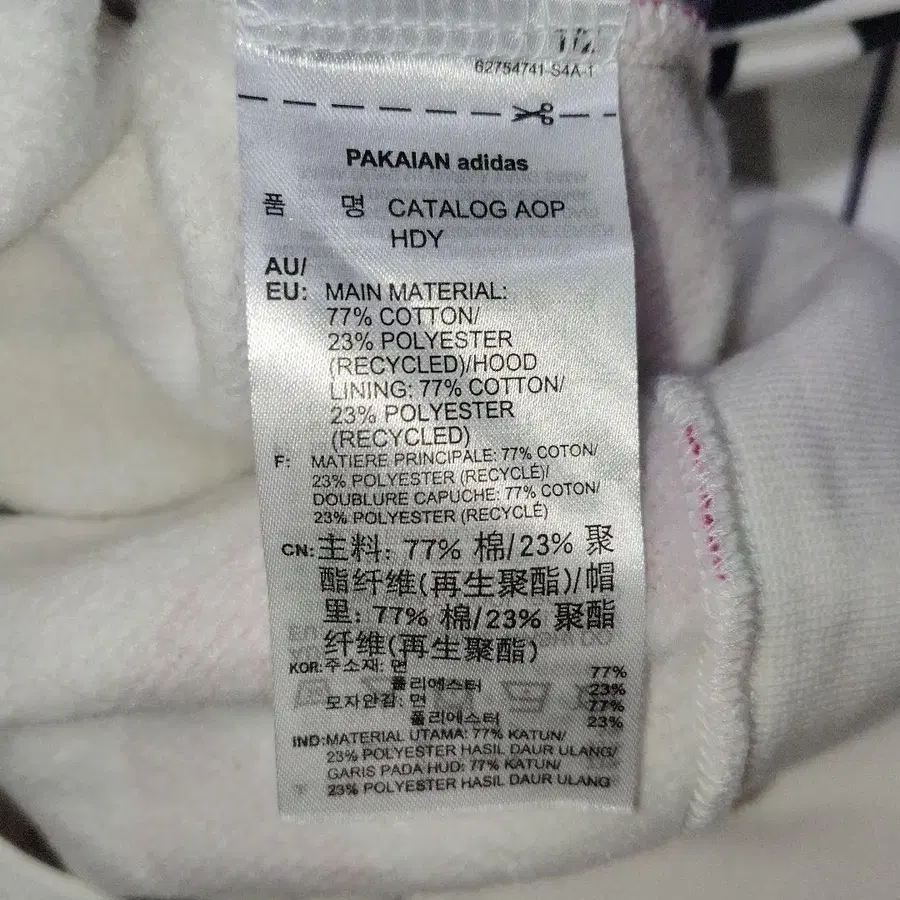 62754741-S4A-1
PAKAIAN adidas
품 명 CATALOG AOP
HDY
AU/
EU: MAIN MATERIAL:
77% COTTON/
23% POLYESTER
(RECYCLED)/HOOD
LINING: 77% COTTON/
23% POLYESTER
(RECYCLED)
F: MATIERE PRINCIPALE: 77% COTON/
23% POLYESTER (RECYCLÉ)/
DOUBLURE CAPUCHE: 77% COTON/
23% POLYESTER (RECYCLÉ)
CN: 主料: 77% 棉/23% 聚
酯纤维(再生聚酯)/帽
里: 77% 棉/23% 聚酯
纤维(再生聚酯)
KOR: 주소재: 면 77%
폴리에스터 23%
모자안감: 면 77%
폴리에스터 23%
IND: MATERIAL UTAMA: 77% KATUN/
23% POLYESTER HASIL DAUR ULANG/
GARIS PADA HUD: 77% KATUN/
23% POLYESTER HASIL DAUR ULANG